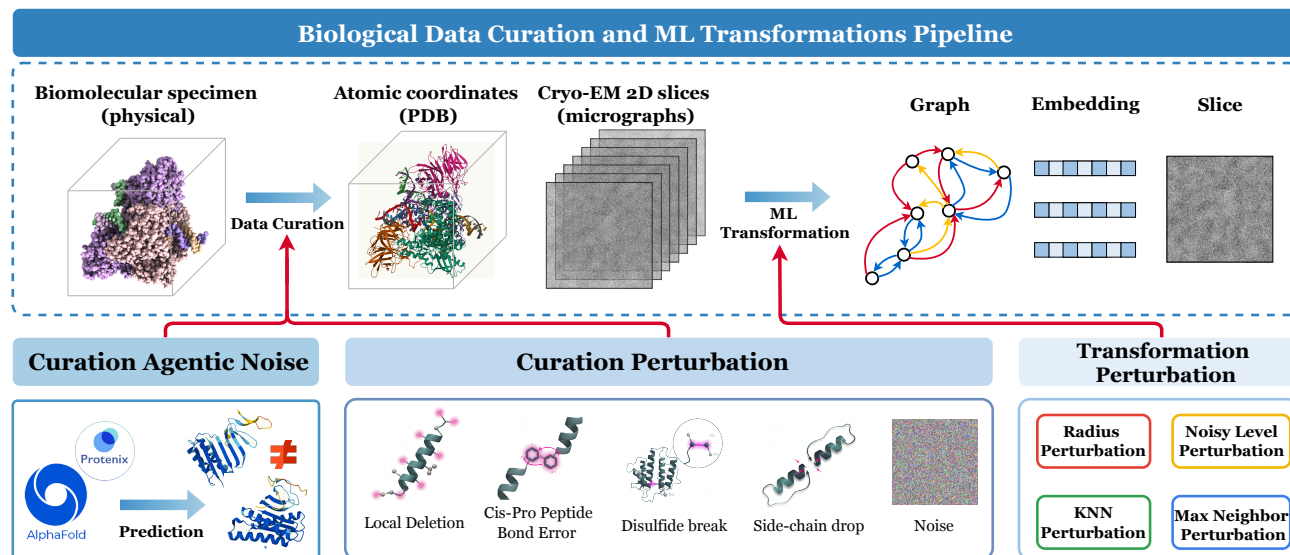 Biological Data Curation and ML Transformations Pipeline
Biomolecular specimen
(physical)
Atomic coordinates
(PDB)
Cryo-EM 2D slices
(micrographs)
Graph
Embedding
Slice
Data Curation
ML
Transformation
Curation Agentic Noise
Curation Perturbation
Transformation
Perturbation
Protenix
AlphaFold
Prediction
≠
Local Deletion
Cis-Pro Peptide
Bond Error
Disulfide break
Side-chain drop
Noise
Radius
Perturbation
Noisy Level
Perturbation
KNN
Perturbation
Max Neighbor
Perturbation